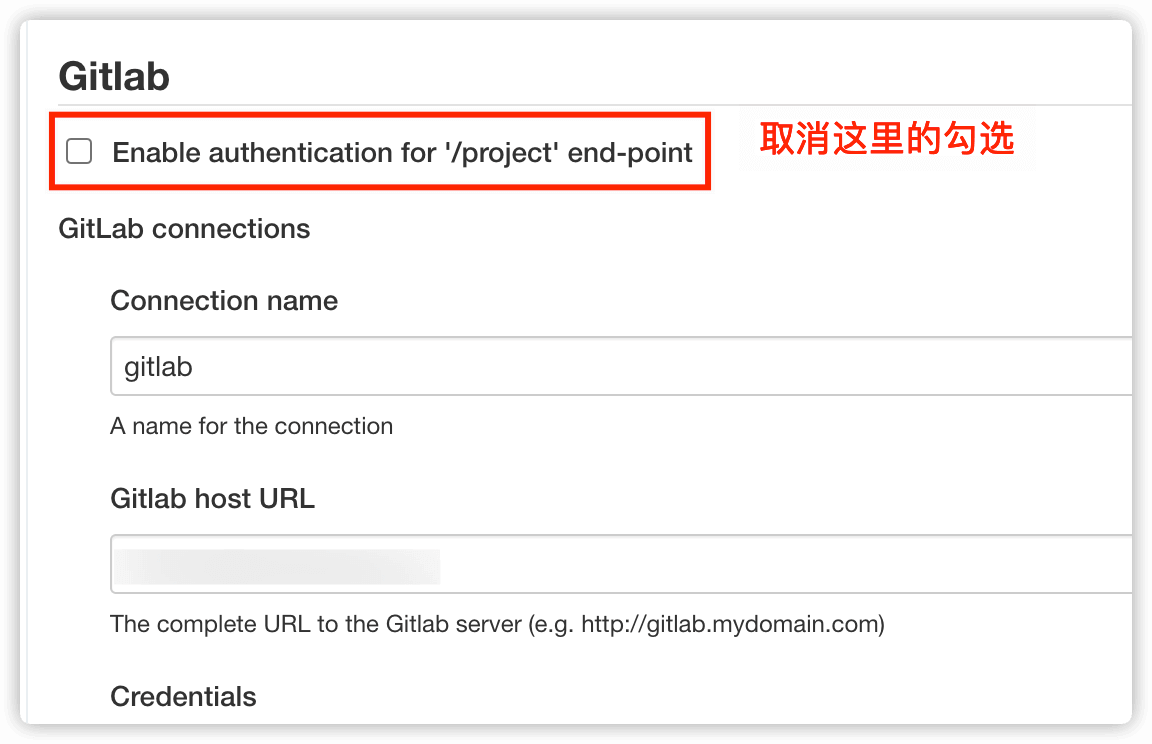 Gitlab
Enable authentication for '/project' end-point
取消这里的勾选
GitLab connections
Connection name
gitlab
A name for the connection
Gitlab host URL
The complete URL to the Gitlab server (e.g. http://gitlab.mydomain.com)
Credentials